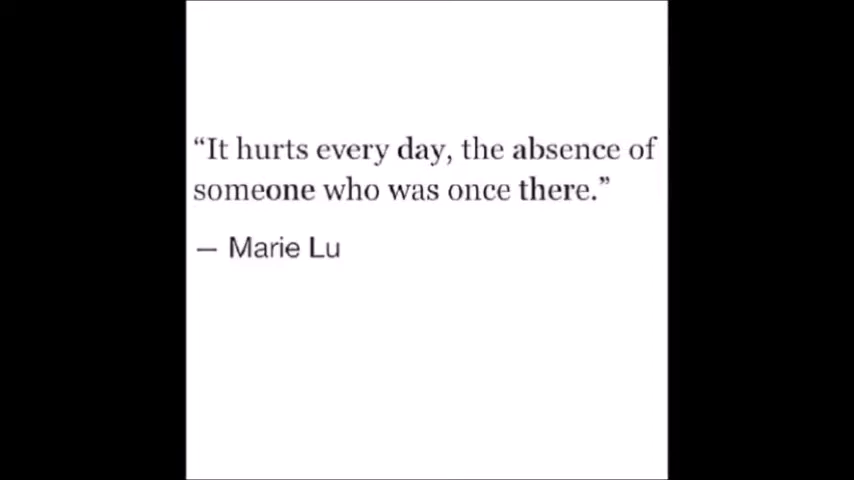 “It hurts every day, the absence of
someone who was once there.”
— Marie Lu